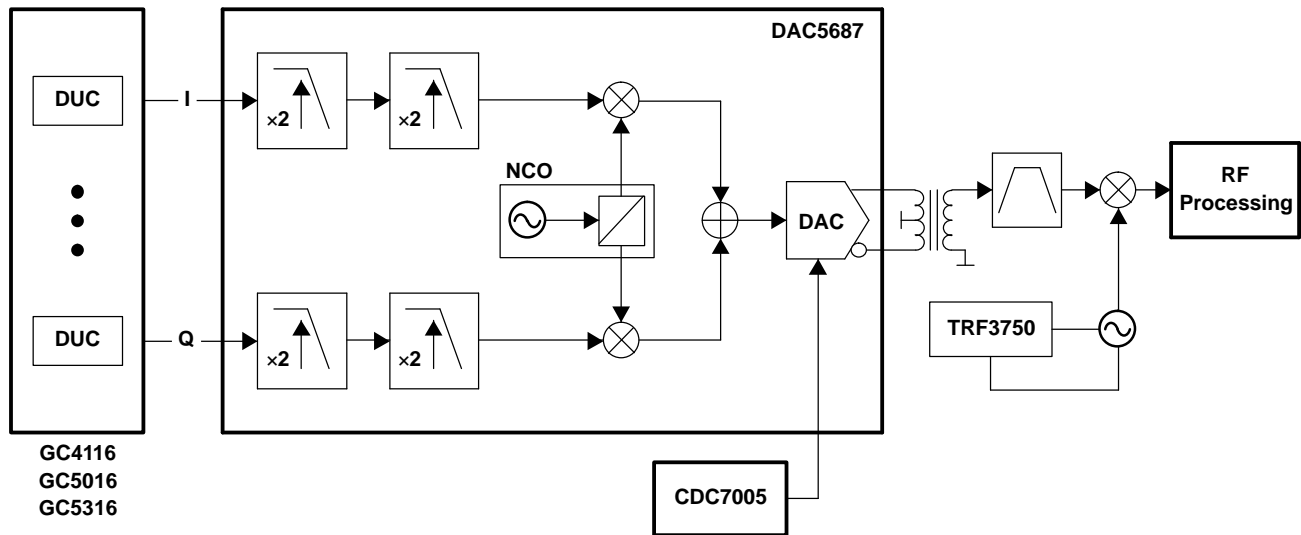 DAC5687
DUC
I
×2
×2
NCO
DAC
RF
Processing
DUC
Q
×2
×2
TRF3750
GC4116
GC5016
GC5316
CDC7005